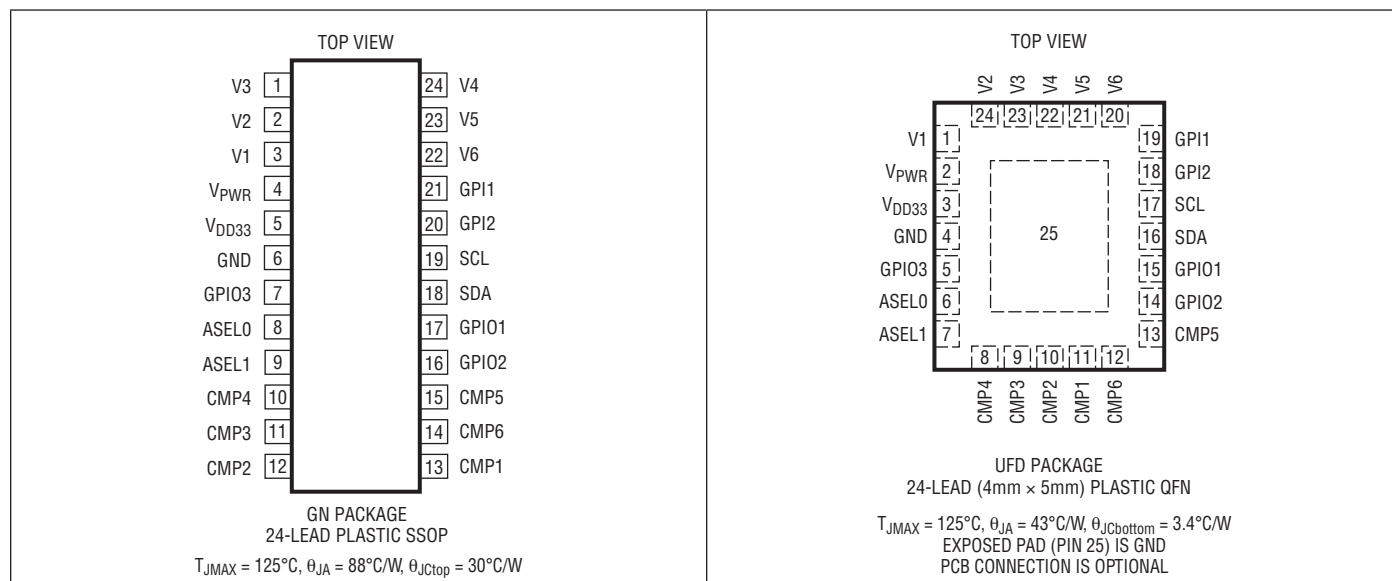 TOP VIEW
V3 1
V2 2
V1 3
VPWR 4
VDD33 5
GND 6
GPIO3 7
ASEL0 8
ASEL1 9
CMP4 10
CMP3 11
CMP2 12
24 V4
23 V5
22 V6
21 GPI1
20 GPI2
19 SCL
18 SDA
17 GPIO1
16 GPIO2
15 CMP5
14 CMP6
13 CMP1
GN PACKAGE
24-LEAD PLASTIC SSOP
TJMAX = 125°C, θJA = 88°C/W, θJCtop = 30°C/W
TOP VIEW
V2 V3 V4 V5 V6
24 23 22 21 20
V1 1
VPWR 2
VDD33 3
GND 4
GPIO3 5
ASEL0 6
ASEL1 7
25
19 GPI1
18 GPI2
17 SCL
16 SDA
15 GPIO1
14 GPIO2
13 CMP5
8 9 10 11 12
CMP4 CMP3 CMP2 CMP1 CMP6
UFD PACKAGE
24-LEAD (4mm × 5mm) PLASTIC QFN
TJMAX = 125°C, θJA = 43°C/W, θJCbottom = 3.4°C/W
EXPOSED PAD (PIN 25) IS GND
PCB CONNECTION IS OPTIONAL